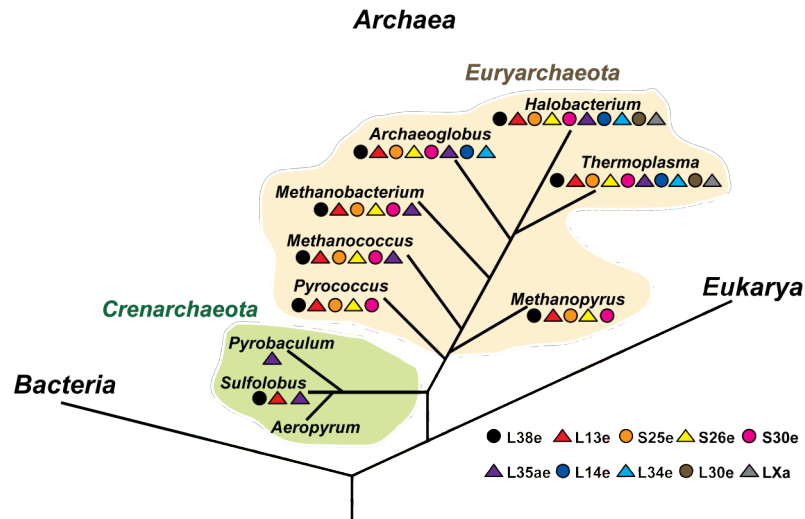 Archaea
Euryarchaeota
Halobacterium
Archaeoglobus
Thermoplasma
Methanobacterium
Methanococcus
Pyrococcus
Methanopyrus
Eukarya
Crenarchaeota
Pyrobaculum
Bacteria
Sulfolobus
Aeropyrum
L38e L13e S25e S26e S30e
L35ae L14e L34e L30e LXa